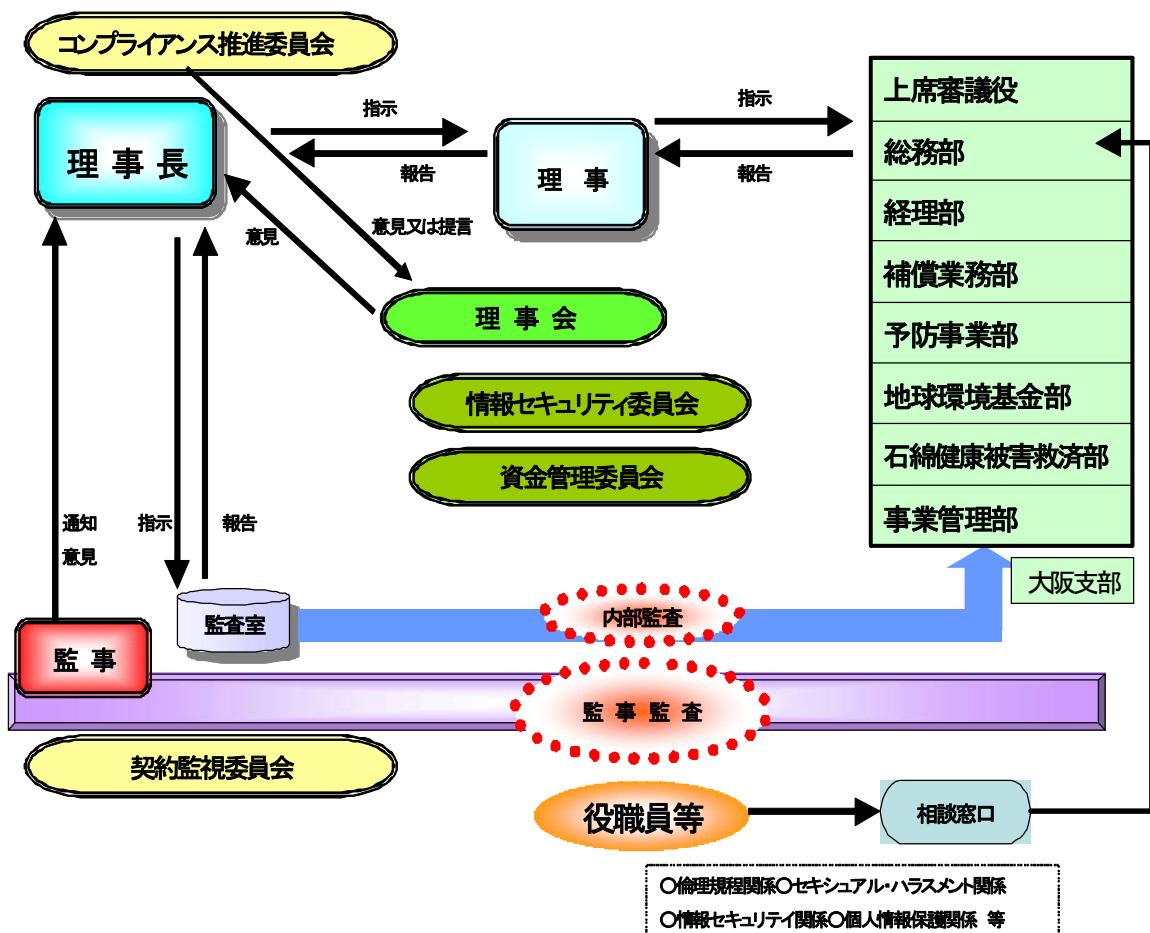 コンプライアンス推進委員会
理事長
指示
報告
理事
指示
報告
意見
意見又は提言
理事会
情報セキュリティ委員会
資金管理委員会
上席審議役
総務部
経理部
補償業務部
予防事業部
地球環境基金部
石綿健康被害救済部
事業管理部
大阪支部
通知
意見
指示
報告
監査室
内部監査
監事
監事監査
契約監視委員会
役職員等
相談窓口
○倫理規程関係○セキシュアル・ハラスメント関係
○情報セキュリテイ関係○個人情報保護関係 等